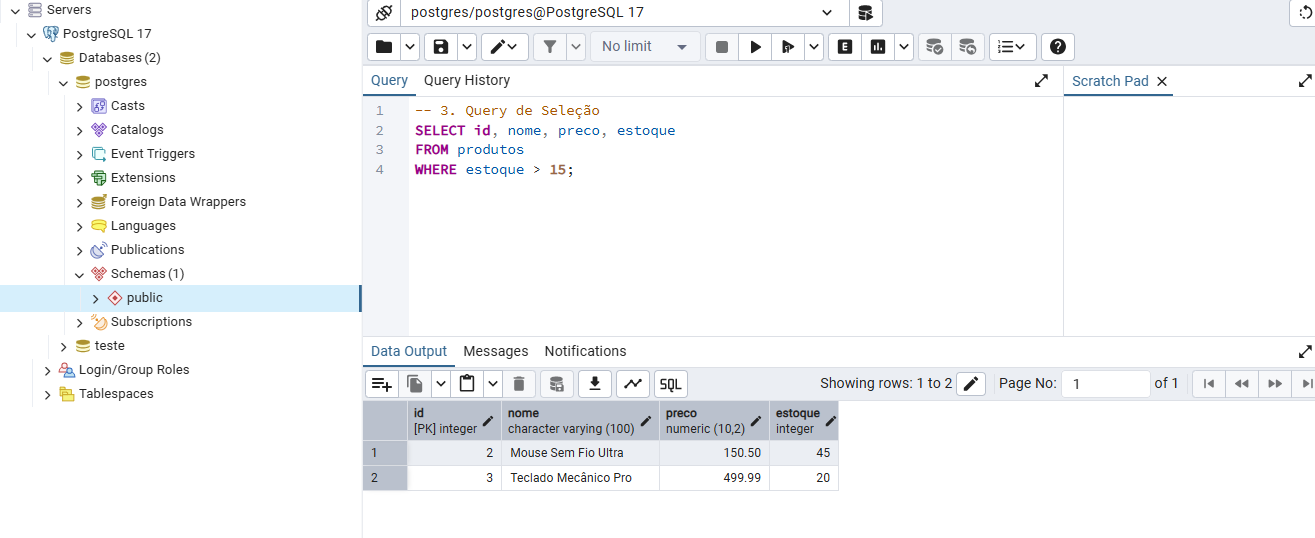 Servers
PostgreSQL 17
Databases (2)
postgres
Casts
Catalogs
Event Triggers
Extensions
Foreign Data Wrappers
Languages
Publications
Schemas (1)
public
Subscriptions
teste
Login/Group Roles
Tablespaces
postgres/postgres@PostgreSQL 17
No limit
E
Query Query History
Scratch Pad
1 -- 3. Query de Seleção
2 SELECT id, nome, preco, estoque
3 FROM produtos
4 WHERE estoque > 15;
Data Output Messages Notifications
SQL Showing rows: 1 to 2 Page No: 1 of 1
id nome preco estoque
[PK] integer character varying (100) numeric (10,2) integer
1 2 Mouse Sem Fio Ultra 150.50 45
2 3 Teclado Mecânico Pro 499.99 20